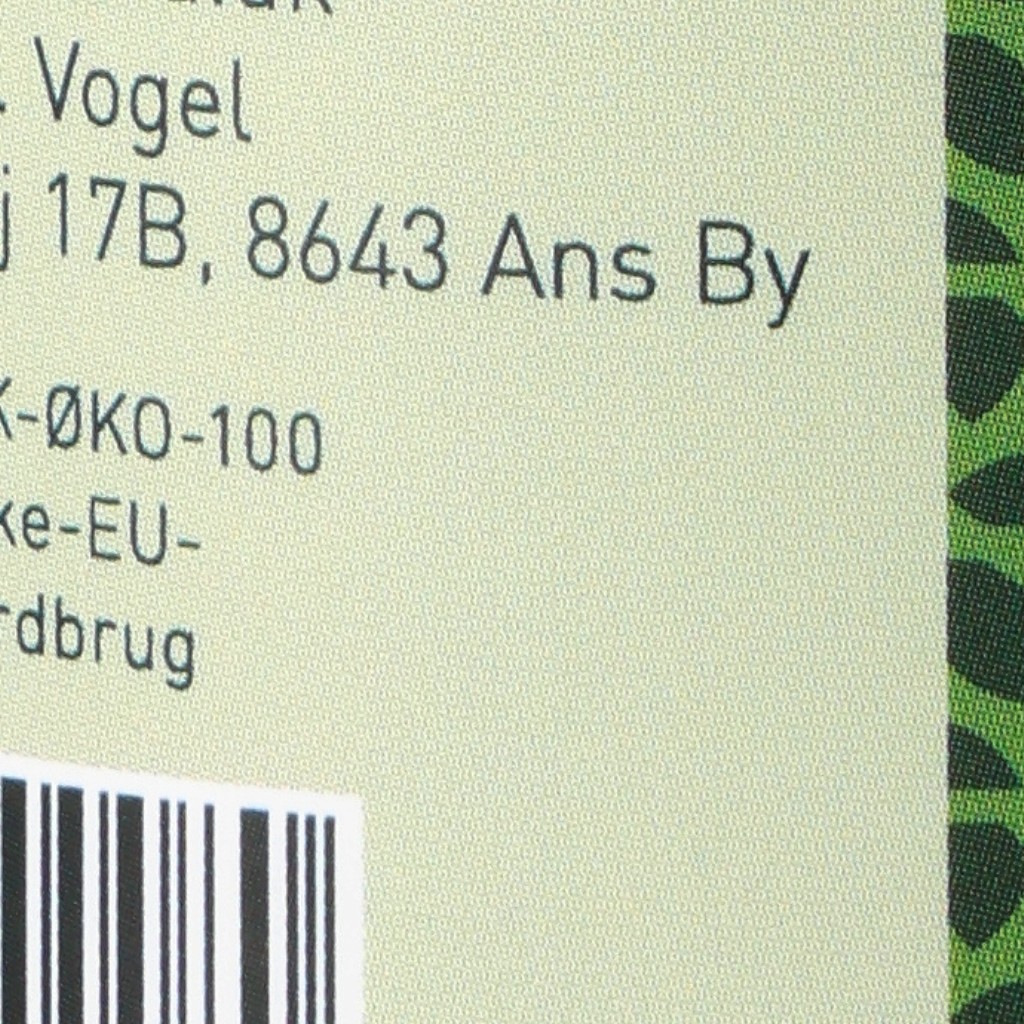 . Vogel
j 17B, 8643 Ans By
K-ØKO-100
ke-EU-
rdbrug